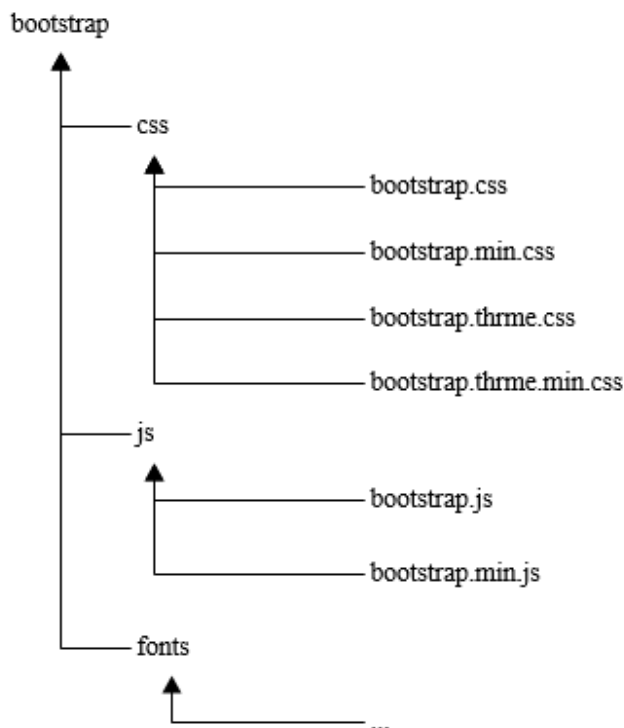 bootstrap
css
bootstrap.css
bootstrap.min.css
bootstrap.thrme.css
bootstrap.thrme.min.css
js
bootstrap.js
bootstrap.min.js
fonts
...